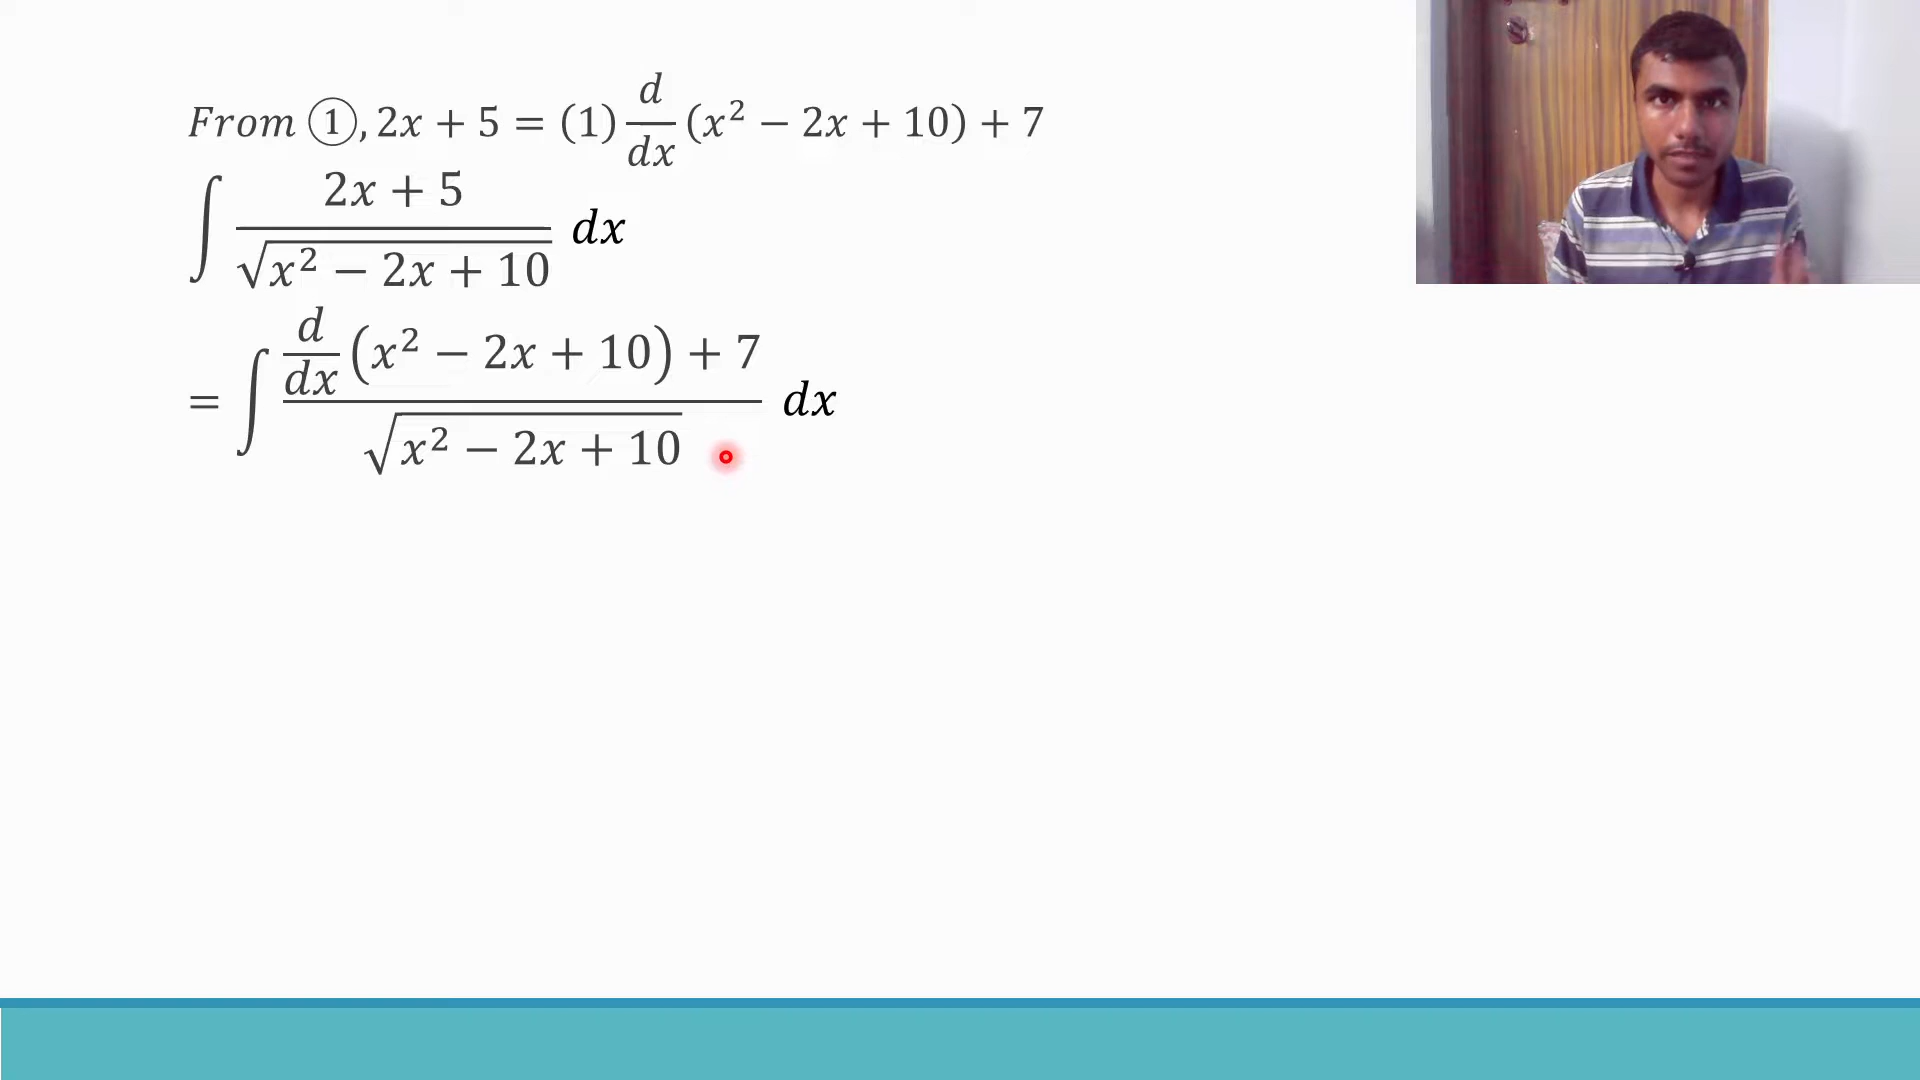 From ①, 2x + 5 = (1) d/dx (x² − 2x + 10) + 7
∫ (2x + 5)/√(x² − 2x + 10) dx
= ∫ (d/dx (x² − 2x + 10) + 7)/√(x² − 2x + 10) dx